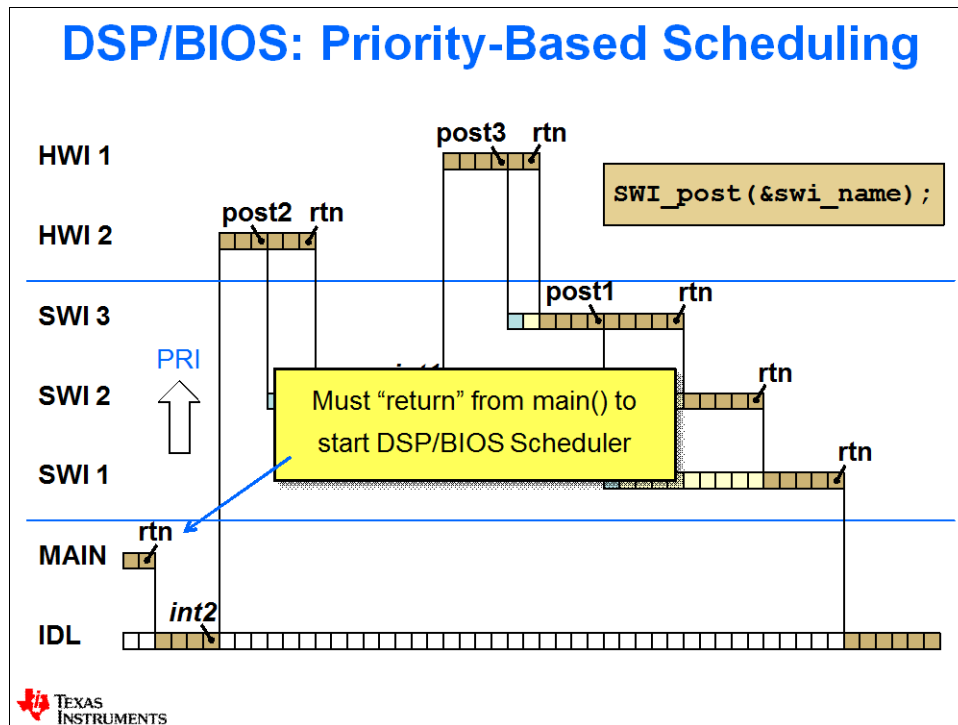 DSP/BIOS: Priority-Based Scheduling
HWI 1
post3
rtn
SWI_post(&swi_name);
HWI 2
post2
rtn
SWI 3
post1
rtn
PRI
SWI 2
rtn
Must “return” from main() to
start DSP/BIOS Scheduler
SWI 1
rtn
MAIN
rtn
IDL
int2
TEXAS
INSTRUMENTS